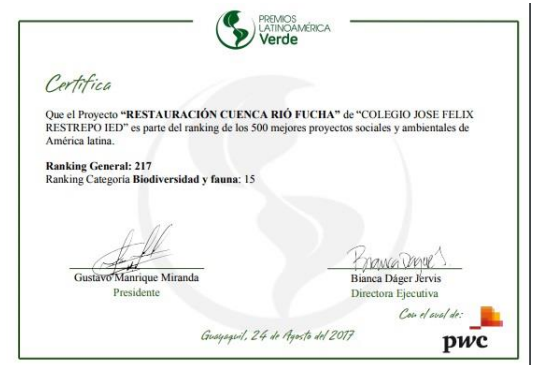 PREMIOS
LATINOAMÉRICA
Verde
Certifica
Que el Proyecto “RESTAURACIÓN CUENCA RIÓ FUCHA” de “COLEGIO JOSE FELIX
RESTREPO IED” es parte del ranking de los 500 mejores proyectos sociales y ambientales de
América latina.
Ranking General: 217
Ranking Categoría Biodiversidad y fauna: 15
Gustavo Manrique Miranda
Presidente
Bianca Dáger J.
Bianca Dáger Jervis
Directora Ejecutiva
Con el aval de:
pwc
Guayaquil, 24 de Agosto del 2017